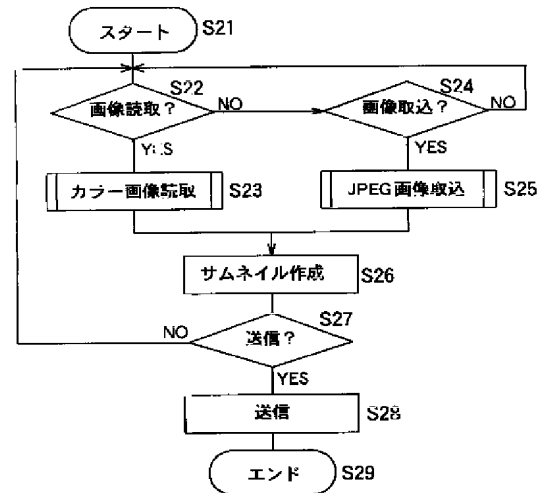 スタート S21
S22 S24
画像読取? NO 画像取込? NO
YES YES
カラー画像読取 S23 JPEG画像取込 S25
サムネイル作成 S26
S27
NO 送信?
YES
送信 S28
エンド S29